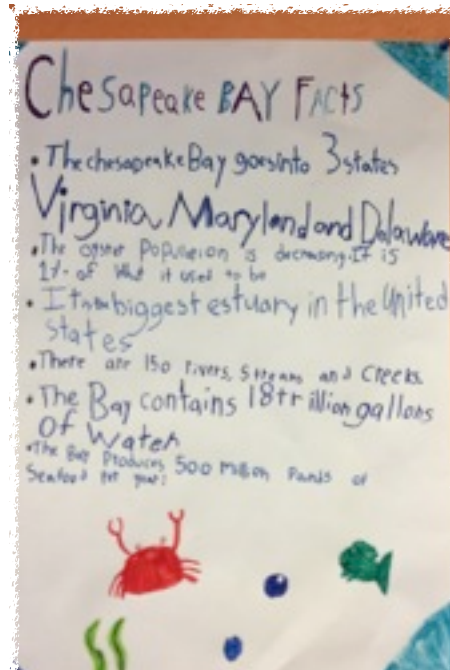 Chesapeake BAY FActs
• The chesapeake Bay goes into 3 states
Virginia, Maryland and Delaware
• The oyster Population is decreasing. It is
1% of what it used to be
• It is biggest estuary in the United
States
• There are 150 rivers, Streams and Creeks
• The Bay contains 18 trillion gallons
Of Water
• The Bay Produces 500 million Pounds of
Seafood Per year!